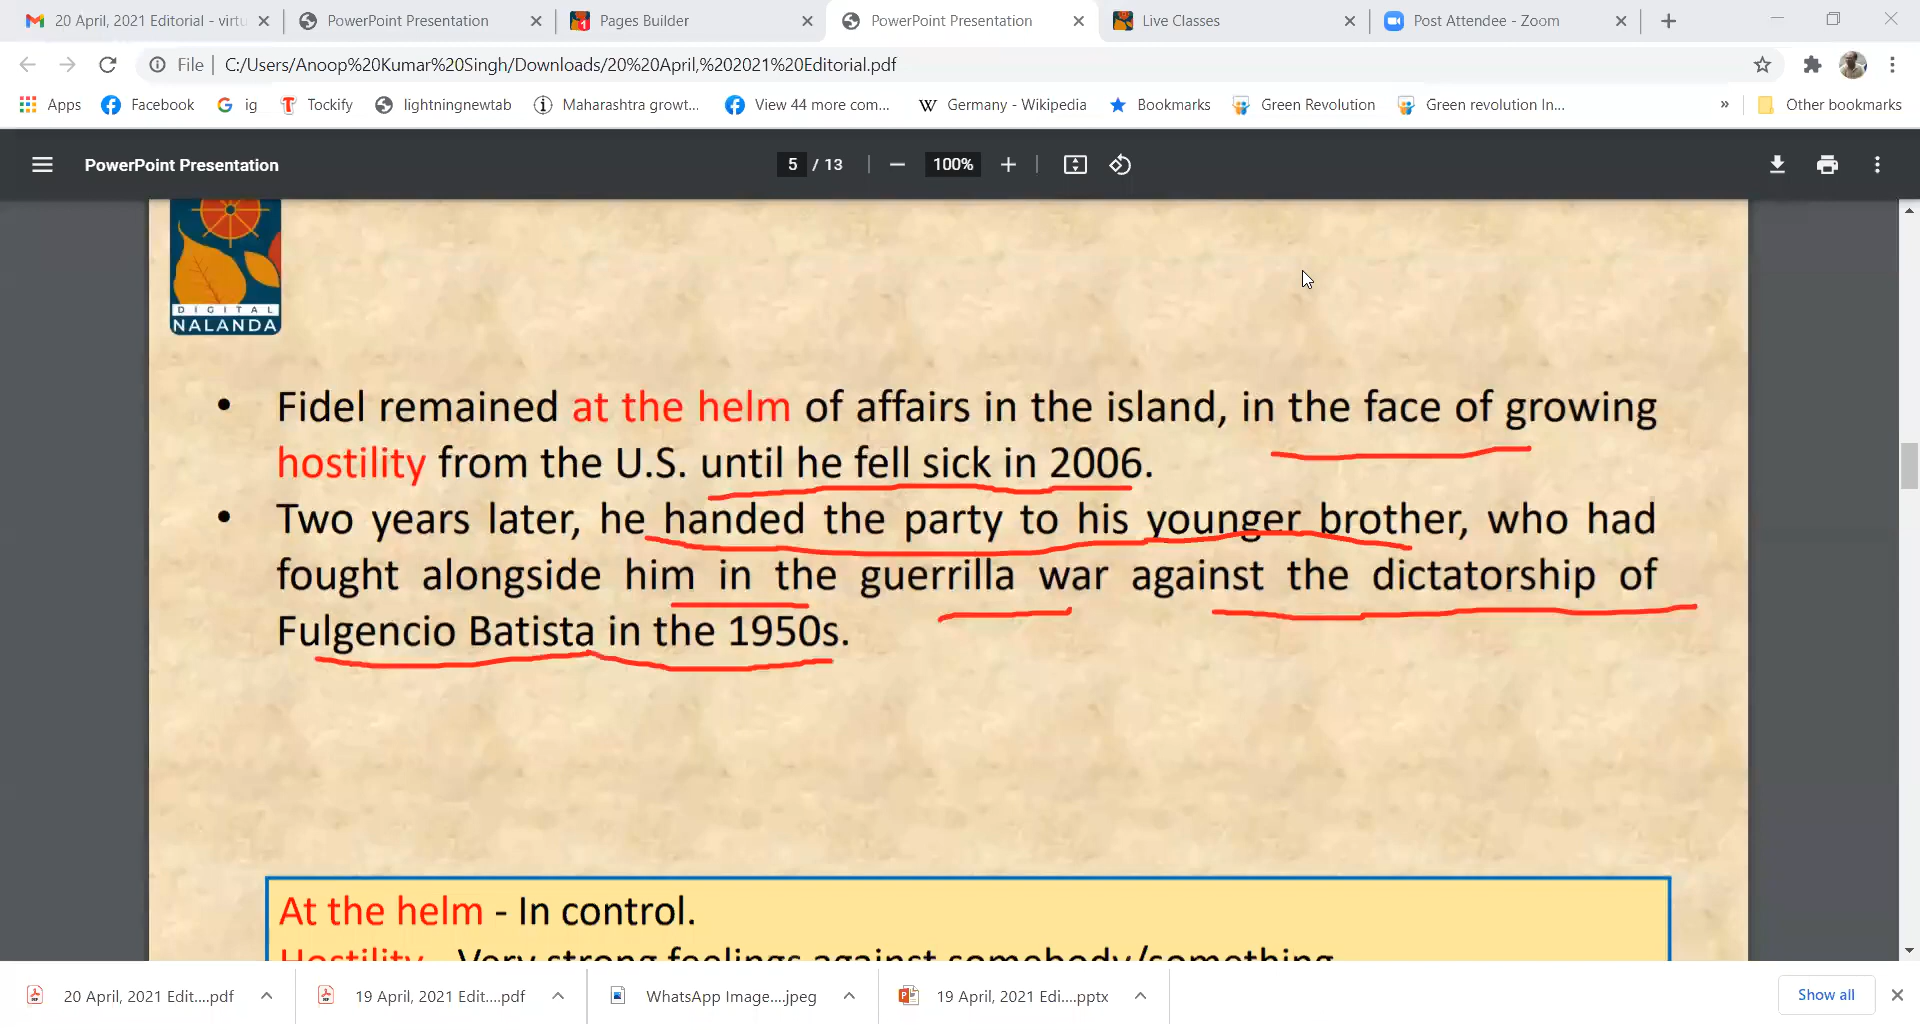 20 April, 2021 Editorial - virtu
PowerPoint Presentation
Pages Builder
PowerPoint Presentation
Live Classes
Post Attendee - Zoom
File | C:/Users/Anoop%20Kumar%20Singh/Downloads/20%20April,%202021%20Editorial.pdf
Apps Facebook ig Tockify lightningnewtab Maharashtra growt... View 44 more com... Germany - Wikipedia Bookmarks Green Revolution Green revolution In... » Other bookmarks
PowerPoint Presentation 5 / 13 100%
DIGITAL
NALANDA
• Fidel remained at the helm of affairs in the island, in the face of growing
hostility from the U.S. until he fell sick in 2006.
• Two years later, he handed the party to his younger brother, who had
fought alongside him in the guerrilla war against the dictatorship of
Fulgencio Batista in the 1950s.
At the helm - In control.
Hostility - Very strong feelings against somebody/something
20 April, 2021 Edit....pdf 19 April, 2021 Edit....pdf WhatsApp Image....jpeg 19 April, 2021 Edi....pptx Show all